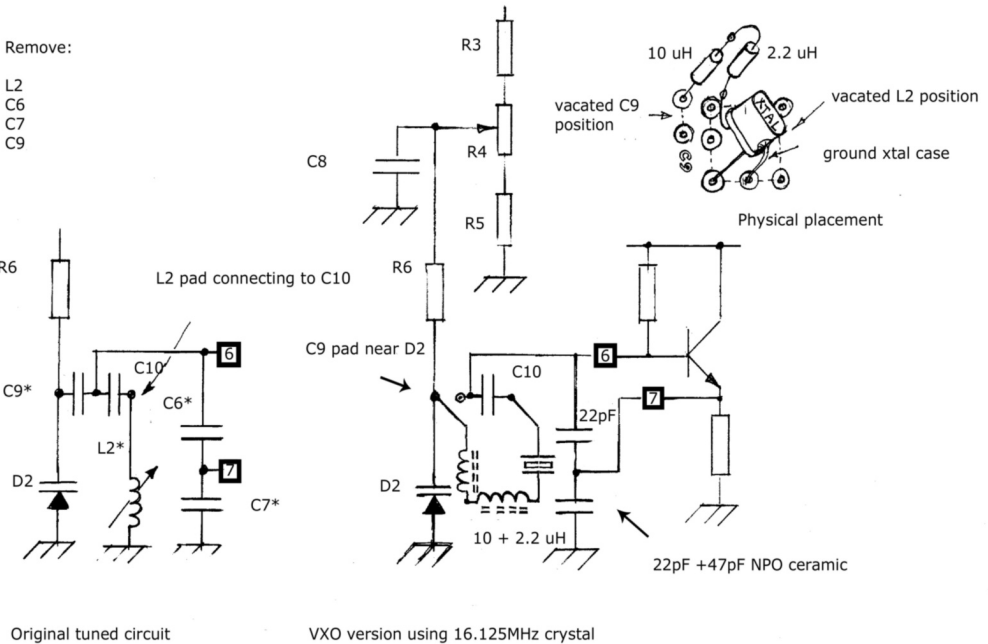 Remove:
L2
C6
C7
C9
R3
R4
R5
C8
10 uH
2.2 uH
XTAL
vacated C9
position
C9
vacated L2 position
ground xtal case
Physical placement
R6
L2 pad connecting to C10
C9*
C10
C6*
6
L2*
7
D2
C7*
R6
C9 pad near D2
C10
6
22pF
7
D2
10 + 2.2 uH
22pF +47pF NPO ceramic
Original tuned circuit
VXO version using 16.125MHz crystal